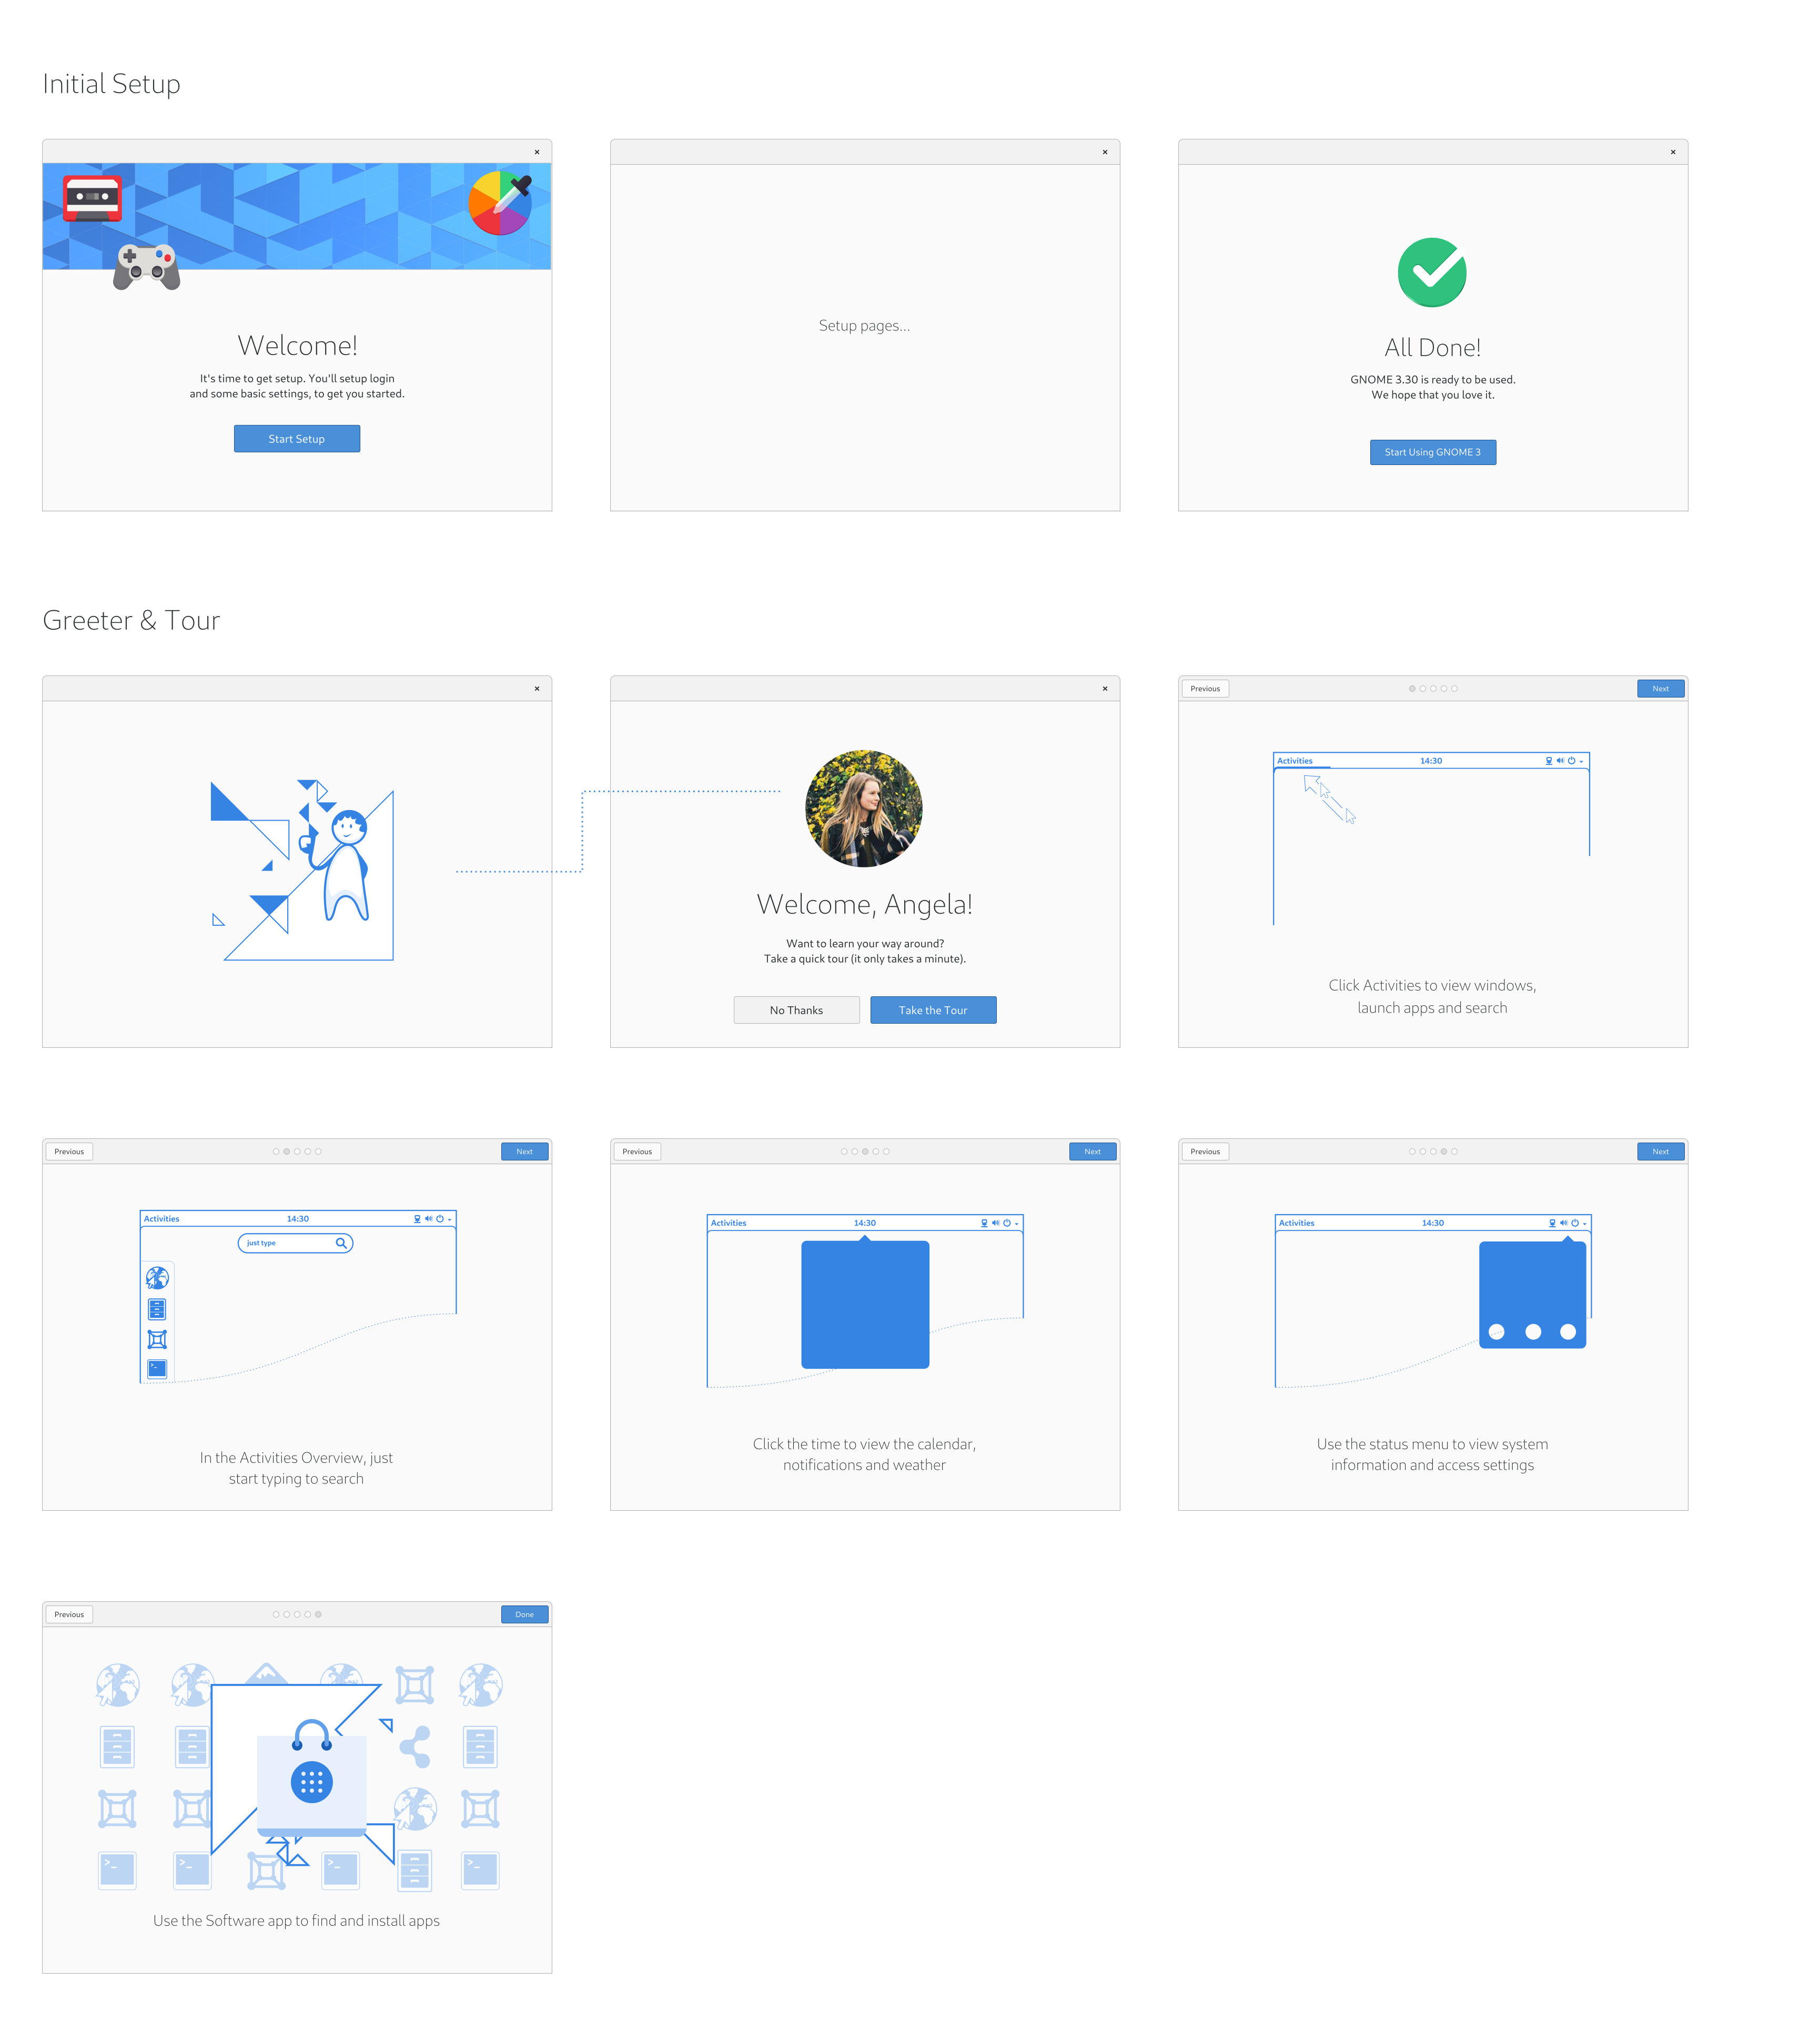 Initial Setup
Welcome!
It's time to get setup. You'll setup login
and some basic settings, to get you started.
Start Setup
Setup pages...
All Done!
GNOME 3.30 is ready to be used.
We hope that you love it.
Start Using GNOME 3
Greeter & Tour
Welcome, Angela!
Want to learn your way around?
Take a quick tour (it only takes a minute).
No Thanks
Take the Tour
Previous
Next
Activities
14:30
Click Activities to view windows,
launch apps and search
Previous
Next
Activities
14:30
just type
>_
In the Activities Overview, just
start typing to search
Previous
Next
Activities
14:30
Click the time to view the calendar,
notifications and weather
Previous
Next
Activities
14:30
Use the status menu to view system
information and access settings
Previous
Done
>_
>_
>_
>_
Use the Software app to find and install apps